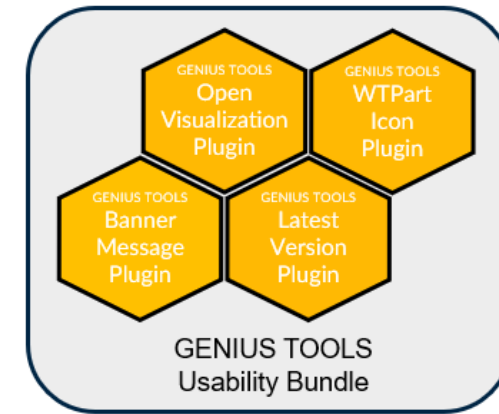 GENIUS TOOLS
Open
Visualization
Plugin
GENIUS TOOLS
WTPart
Icon
Plugin
GENIUS TOOLS
Banner
Message
Plugin
GENIUS TOOLS
Latest
Version
Plugin
GENIUS TOOLS
Usability Bundle